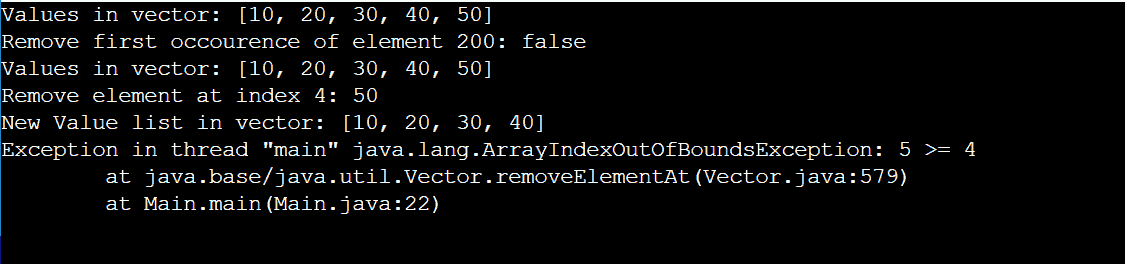 Values in vector: [10, 20, 30, 40, 50]
Remove first occourence of element 200: false
Values in vector: [10, 20, 30, 40, 50]
Remove element at index 4: 50
New Value list in vector: [10, 20, 30, 40]
Exception in thread "main" java.lang.ArrayIndexOutOfBoundsException: 5 >= 4
        at java.base/java.util.Vector.removeElementAt(Vector.java:579)
        at Main.main(Main.java:22)